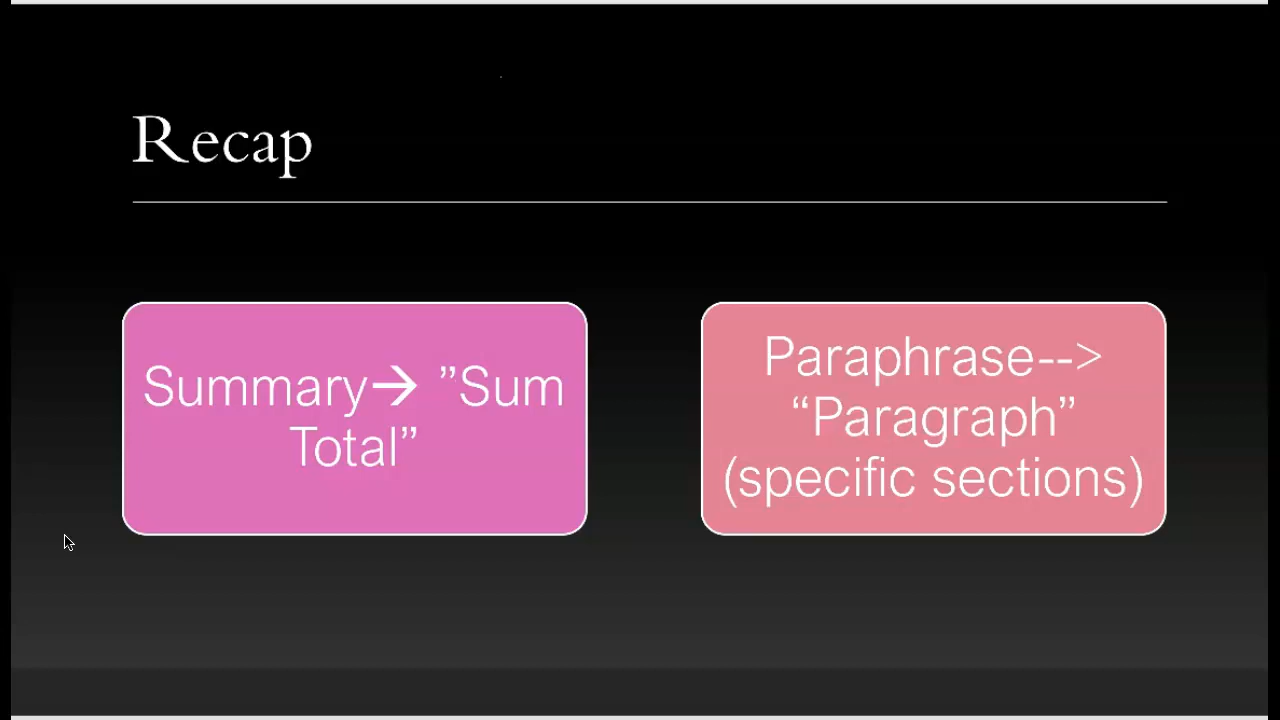 Recap
Summary→ ”Sum
Total”
Paraphrase-->
“Paragraph”
(specific sections)